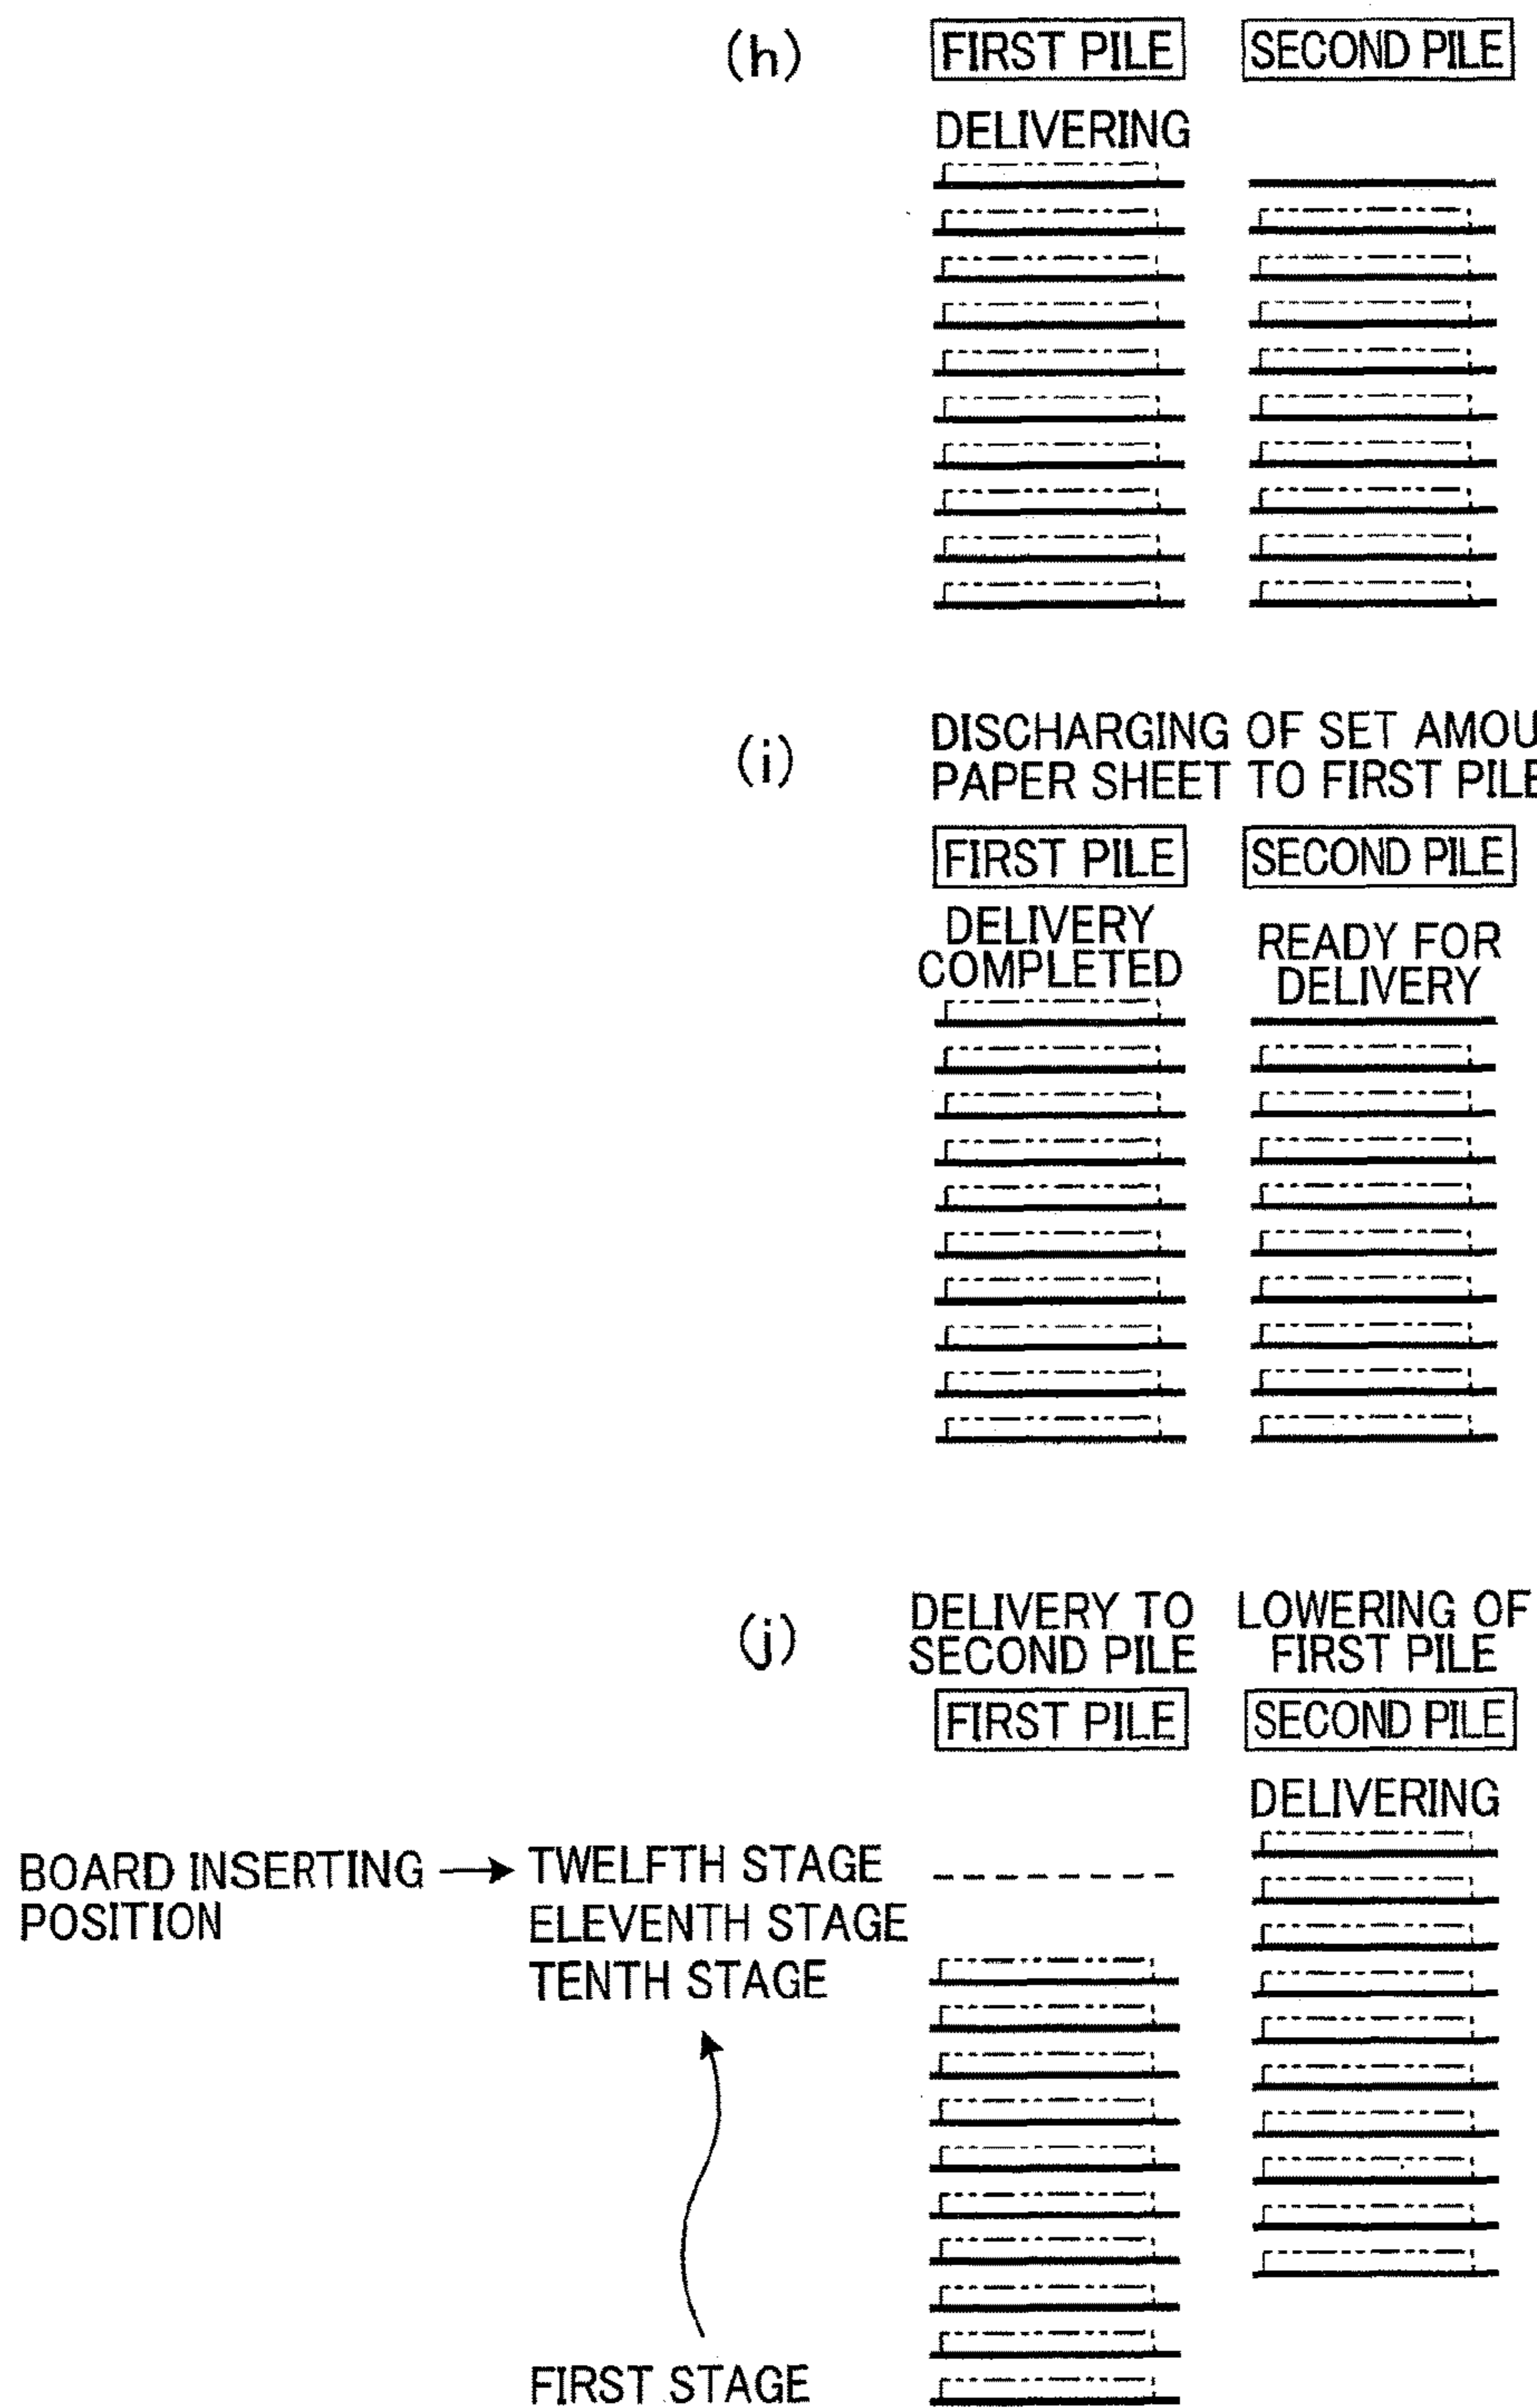 (h)
FIRST PILE SECOND PILE
DELIVERING
(i)
DISCHARGING OF SET AMOU
PAPER SHEET TO FIRST PILE
FIRST PILE SECOND PILE
DELIVERY
COMPLETED
READY FOR
DELIVERY
(j)
DELIVERY TO
SECOND PILE
LOWERING OF
FIRST PILE
FIRST PILE SECOND PILE
DELIVERING
BOARD INSERTING
POSITION
TWELFTH STAGE
ELEVENTH STAGE
TENTH STAGE
FIRST STAGE